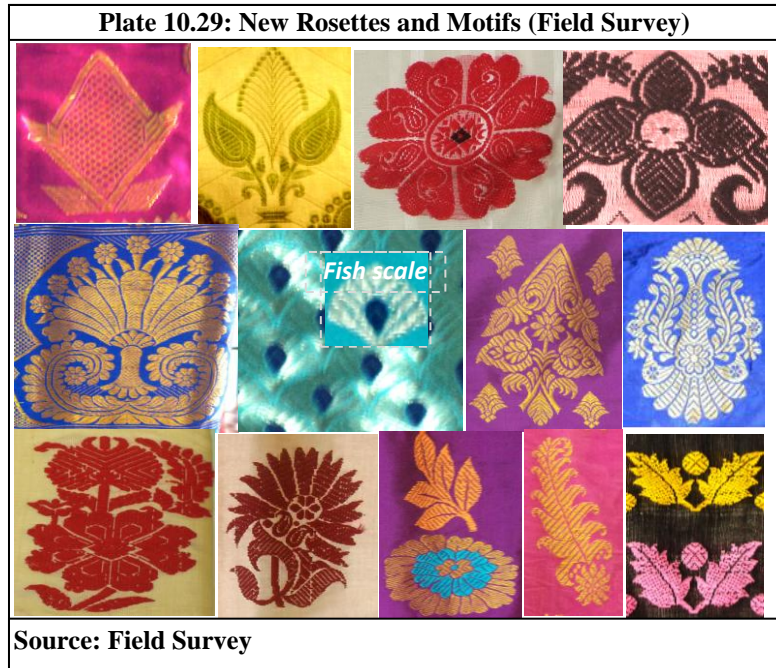 Plate 10.29: New Rosettes and Motifs (Field Survey)
Fish scale
Source: Field Survey